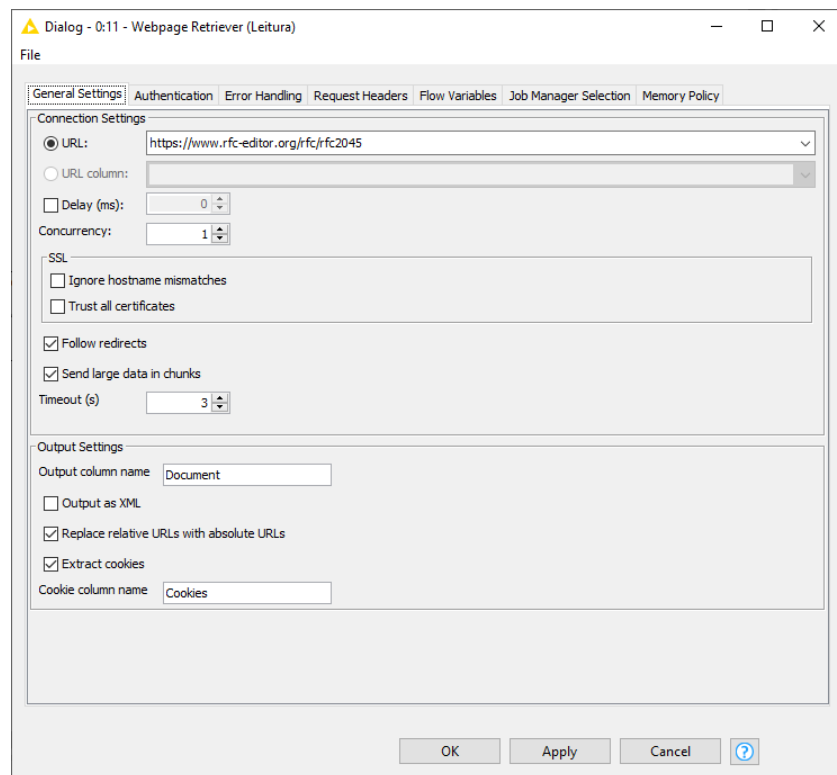 Dialog - 0:11 - Webpage Retriever (Leitura)
File
General Settings Authentication Error Handling Request Headers Flow Variables Job Manager Selection Memory Policy
Connection Settings
URL: https://www.rfc-editor.org/rfc/rfc2045
URL column:
Delay (ms): 0
Concurrency: 1
SSL
Ignore hostname mismatches
Trust all certificates
Follow redirects
Send large data in chunks
Timeout (s) 3
Output Settings
Output column name Document
Output as XML
Replace relative URLs with absolute URLs
Extract cookies
Cookie column name Cookies
OK Apply Cancel ?